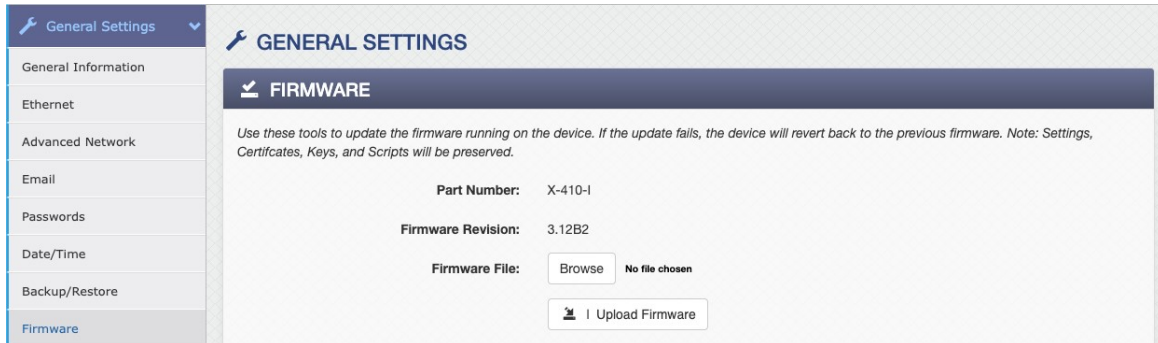 General Settings
General Information
Ethernet
Advanced Network
Email
Passwords
Date/Time
Backup/Restore
Firmware
GENERAL SETTINGS
FIRMWARE
Use these tools to update the firmware running on the device. If the update fails, the device will revert back to the previous firmware. Note: Settings,
Certifcates, Keys, and Scripts will be preserved.
Part Number: X-410-I
Firmware Revision: 3.12B2
Firmware File: Browse No file chosen
| Upload Firmware